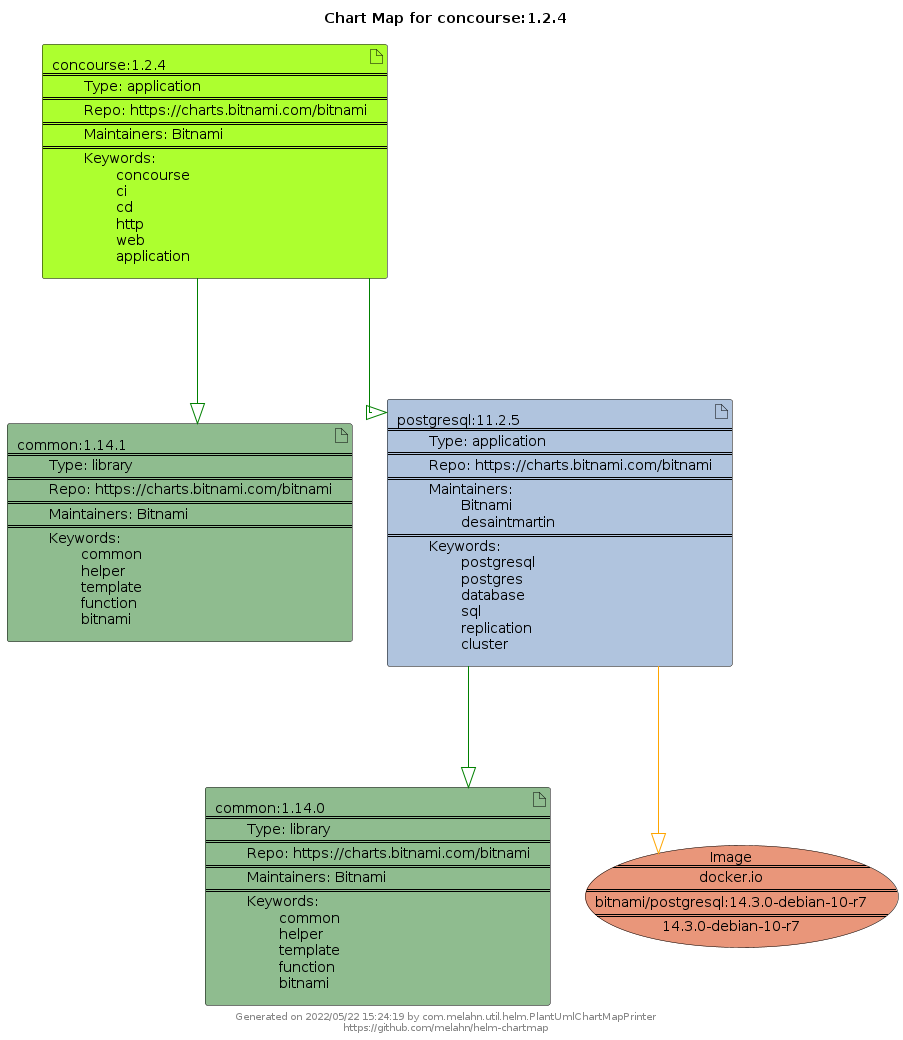 Chart Map for concourse:1.2.4
concourse:1.2.4
Type: application
Repo: https://charts.bitnami.com/bitnami
Maintainers: Bitnami
Keywords:
concourse
ci
cd
http
web
application
common:1.14.1
Type: library
Repo: https://charts.bitnami.com/bitnami
Maintainers: Bitnami
Keywords:
common
helper
template
function
bitnami
postgresql:11.2.5
Type: application
Repo: https://charts.bitnami.com/bitnami
Maintainers:
Bitnami
desaintmartin
Keywords:
postgresql
postgres
database
sql
replication
cluster
common:1.14.0
Type: library
Repo: https://charts.bitnami.com/bitnami
Maintainers: Bitnami
Keywords:
common
helper
template
function
bitnami
Image
docker.io
bitnami/postgresql:14.3.0-debian-10-r7
14.3.0-debian-10-r7
Generated on 2022/05/22 15:24:19 by com.melahn.util.helm.PlantUmlChartMapPrinter
https://github.com/melahn/helm-chartmap